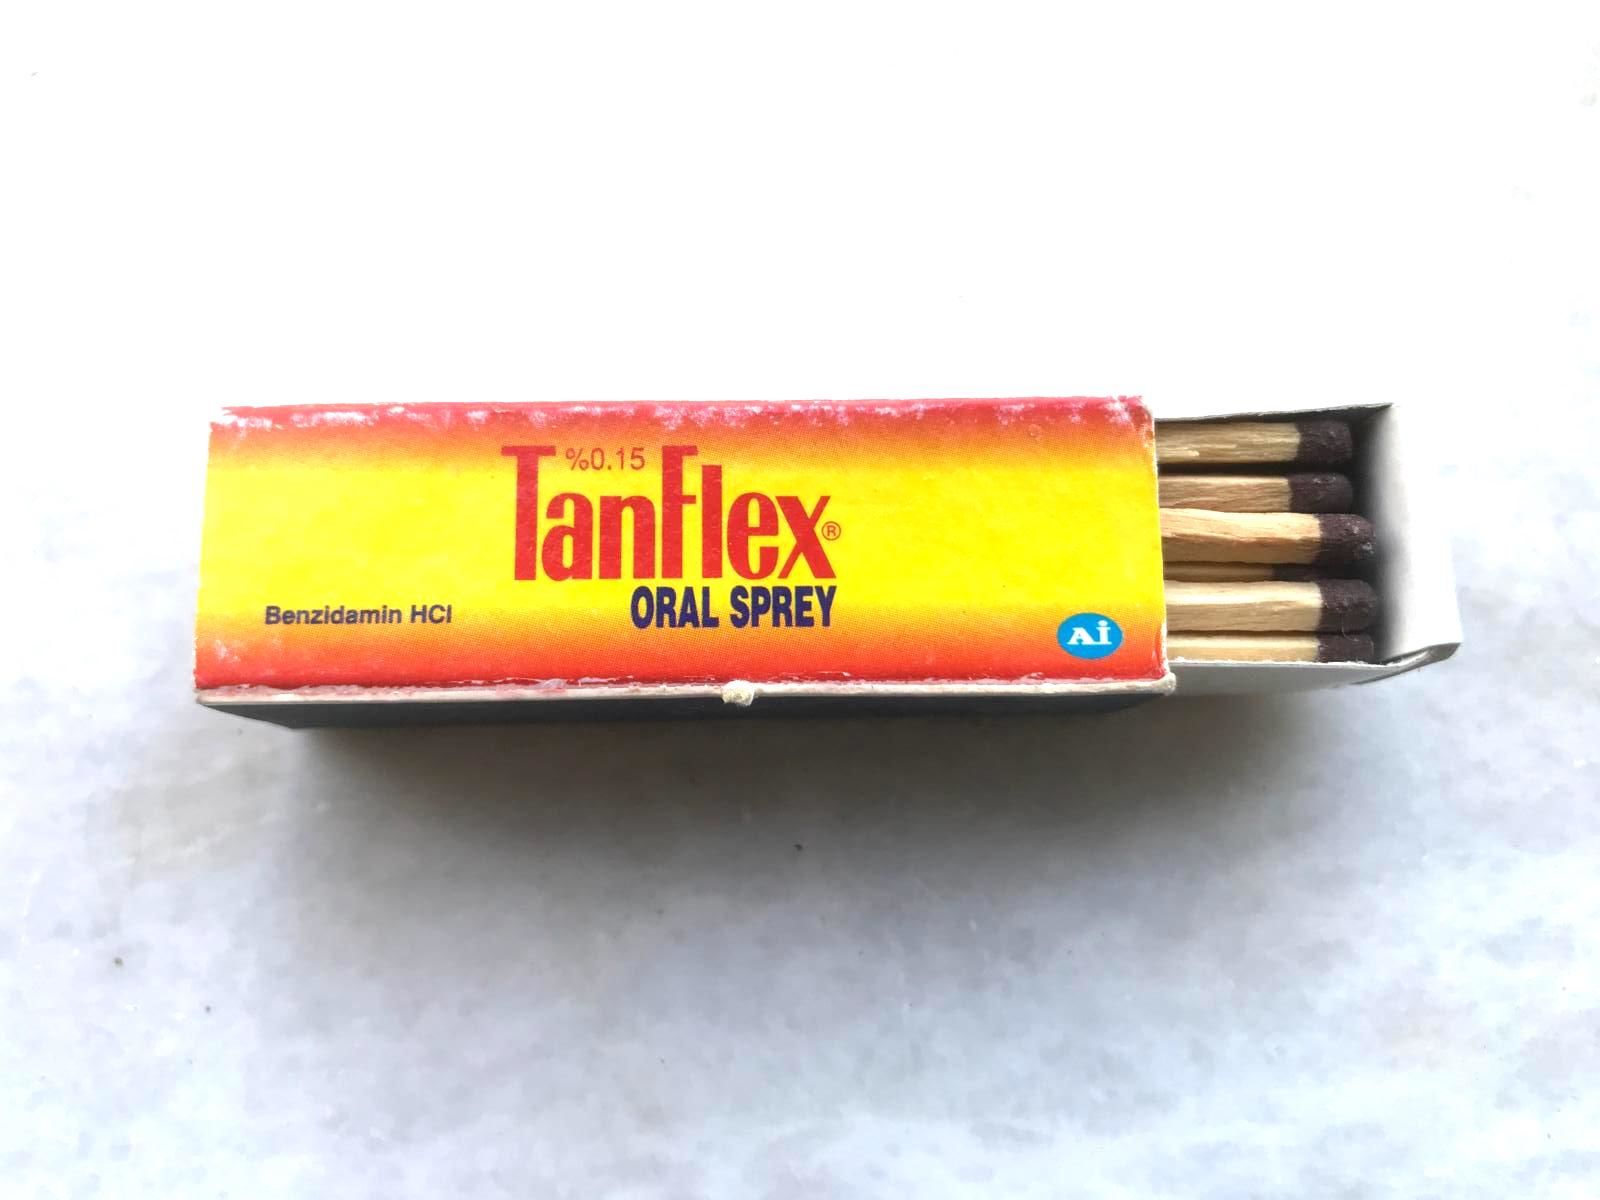 %0.15
TanFlex®
ORAL SPREY
Benzidamin HCl
Aİ